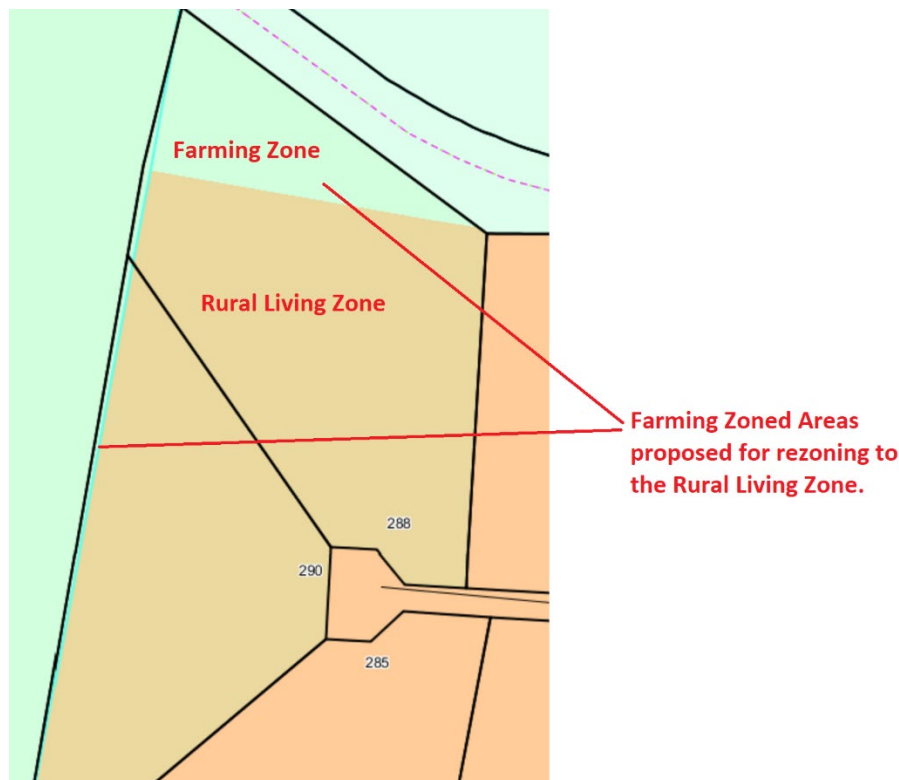 Farming Zone
Rural Living Zone
Farming Zoned Areas
proposed for rezoning to
the Rural Living Zone.
288
290
285